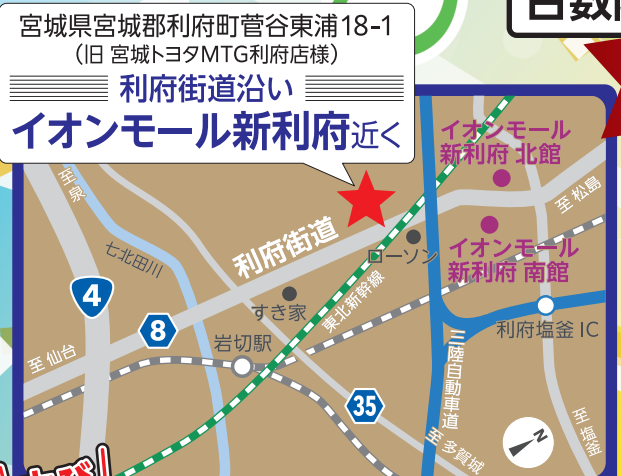 宮城県宮城郡利府町菅谷東浦18-1
（旧 宮城トヨタMTG利府店様）
利府街道沿い
イオンモール新利府近く
イオンモール
新利府 北館
至泉
至松島
七北田川
利府街道
ローソン
イオンモール
新利府 南館
4
すき家
東北新幹線
8
岩切駅
利府塩釜 IC
至 仙台
三陸自動車道
35
至 多賀城
至 塩釜
N